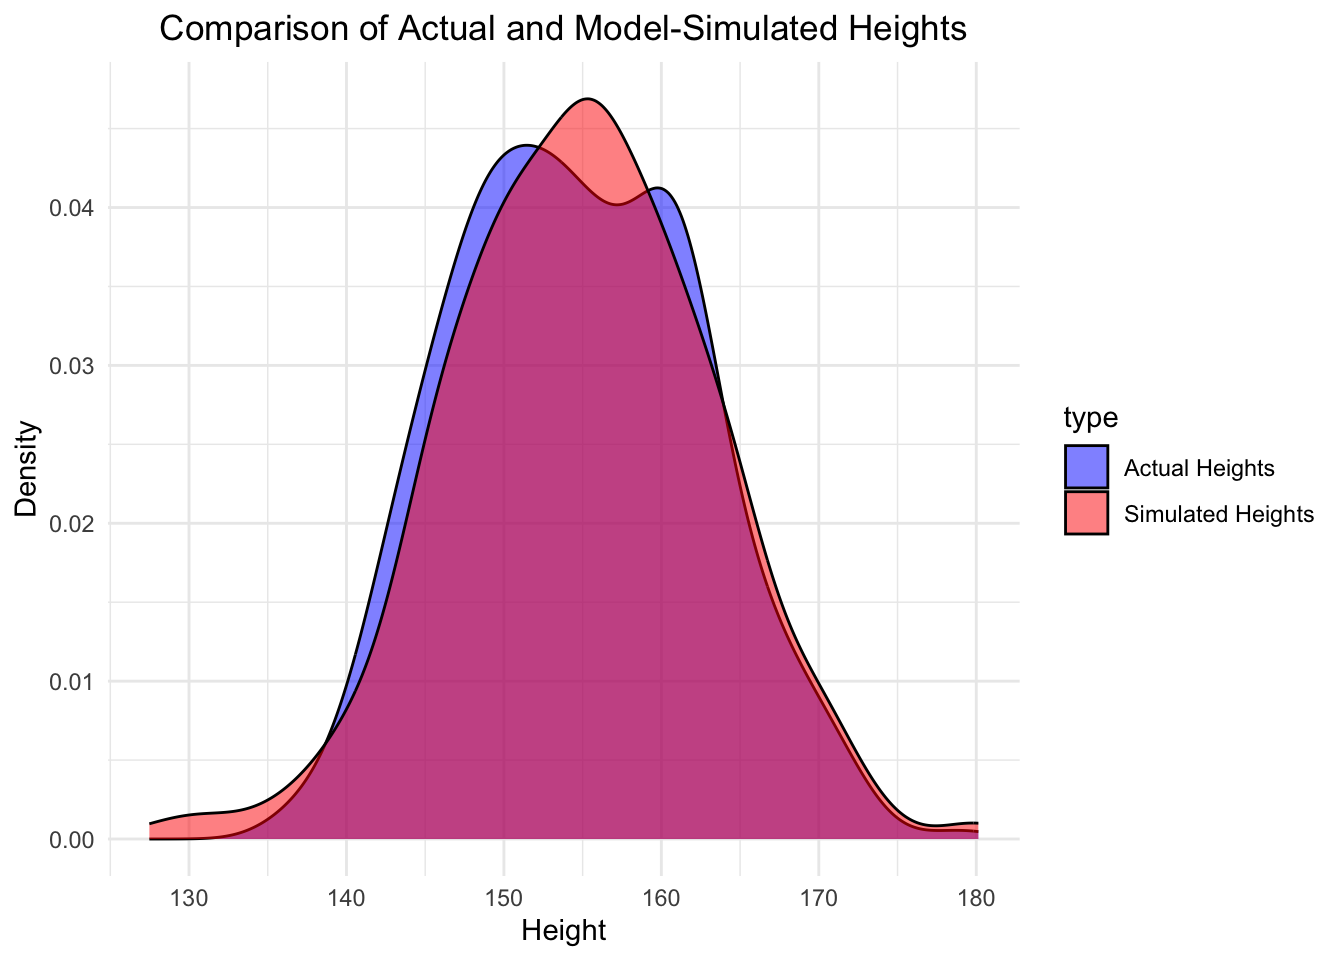 Comparison of Actual and Model-Simulated Heights
0.04
0.03
0.02
0.01
0.00
Density
130 140 150 160 170 180
Height
type
Actual Heights
Simulated Heights